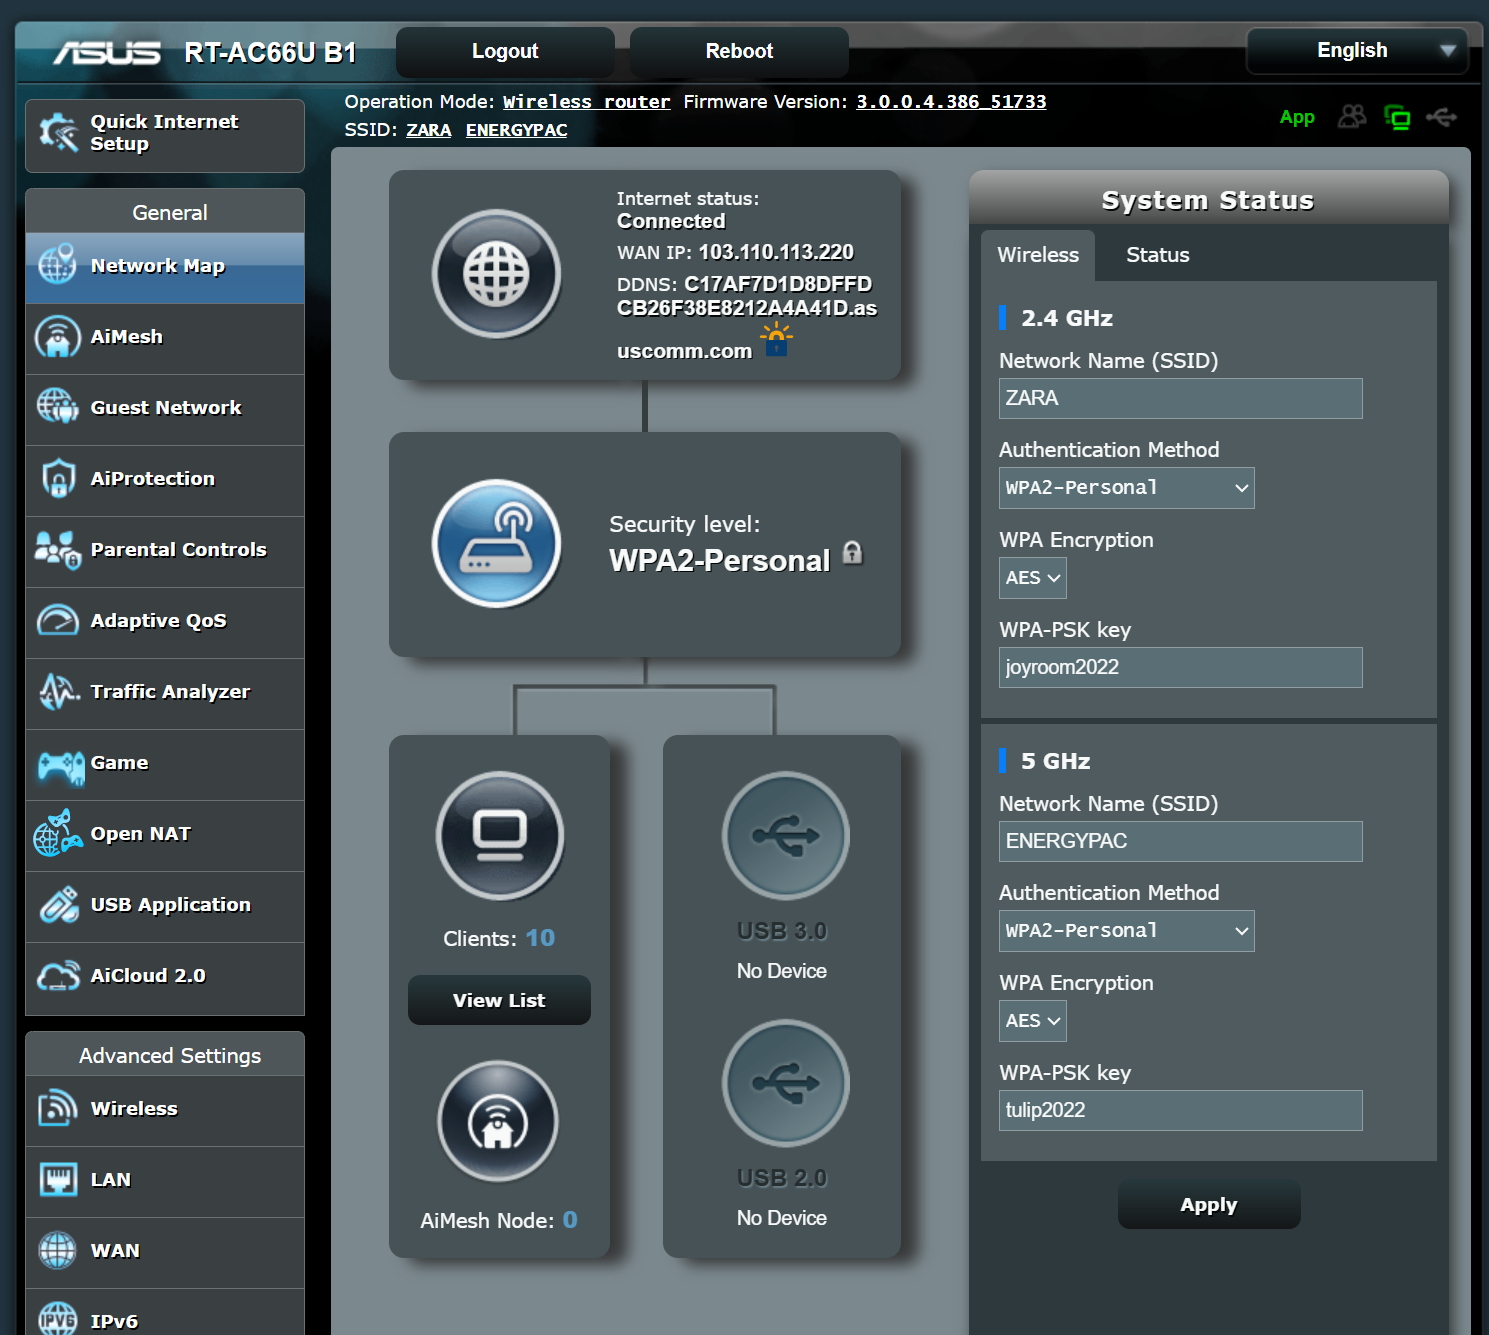 ASUS RT-AC66U B1
Logout
Reboot
English
Operation Mode: Wireless router Firmware Version: 3.0.0.4.386_51733
SSID: ZARA ENERGYPAC
App
Quick Internet
Setup
General
Network Map
AiMesh
Guest Network
AiProtection
Parental Controls
Adaptive QoS
Traffic Analyzer
Game
Open NAT
USB Application
AiCloud 2.0
Advanced Settings
Wireless
LAN
WAN
IPv6
IPv6
Internet status:
Connected
WAN IP: 103.110.113.220
DDNS: C17AF7D1D8DFFD
CB26F38E8212A4A41D.as
uscomm.com
Security level:
WPA2-Personal
Clients: 10
View List
AiMesh Node: 0
USB 3.0
No Device
USB 2.0
No Device
System Status
Wireless
Status
2.4 GHz
Network Name (SSID)
ZARA
Authentication Method
WPA2-Personal
WPA Encryption
AES
WPA-PSK key
joyroom2022
5 GHz
Network Name (SSID)
ENERGYPAC
Authentication Method
WPA2-Personal
WPA Encryption
AES
WPA-PSK key
tulip2022
Apply